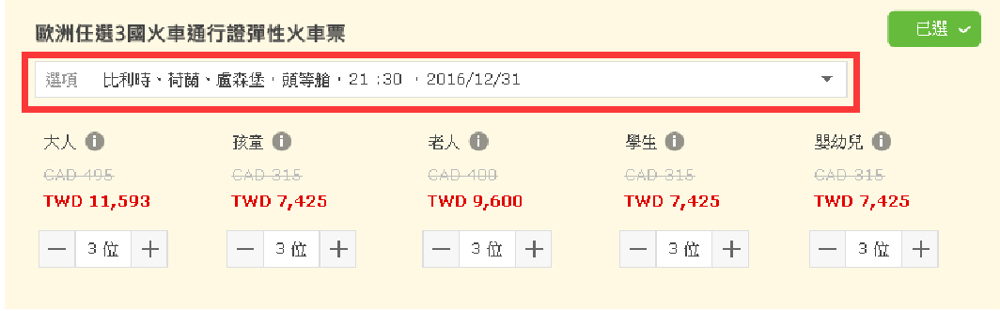 歐洲任選3國火車通行證彈性火車票
已選
選項 比利時、荷蘭、盧森堡，頭等艙，21 :30 ，2016/12/31
大人 孩童 老人 學生 嬰幼兒
CAD 495 CAD 315 CAD 400 CAD 315 CAD 315
TWD 11,593 TWD 7,425 TWD 9,600 TWD 7,425 TWD 7,425
— 3 位 + — 3 位 + — 3 位 + — 3 位 + — 3 位 +